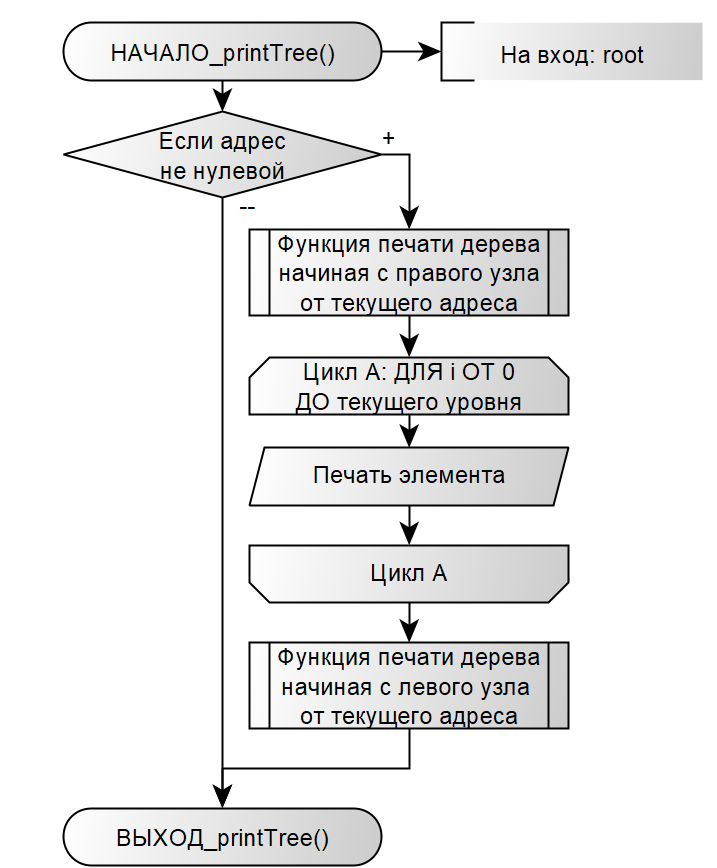 НАЧАЛО_printTree()
На вход: root
Если адрес
не нулевой
+
--
Функция печати дерева
начиная с правого узла
от текущего адреса
Цикл А: ДЛЯ i ОТ 0
ДО текущего уровня
Печать элемента
Цикл А
Функция печати дерева
начиная с левого узла
от текущего адреса
ВЫХОД_printTree()